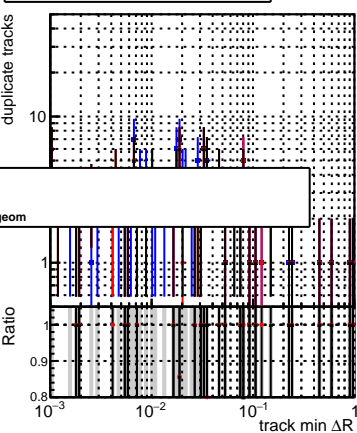 duplicate tracks
10
geom
1
Ratio
1
0.9
0.8
10−3
10−2
10−1
1
track min ΔR